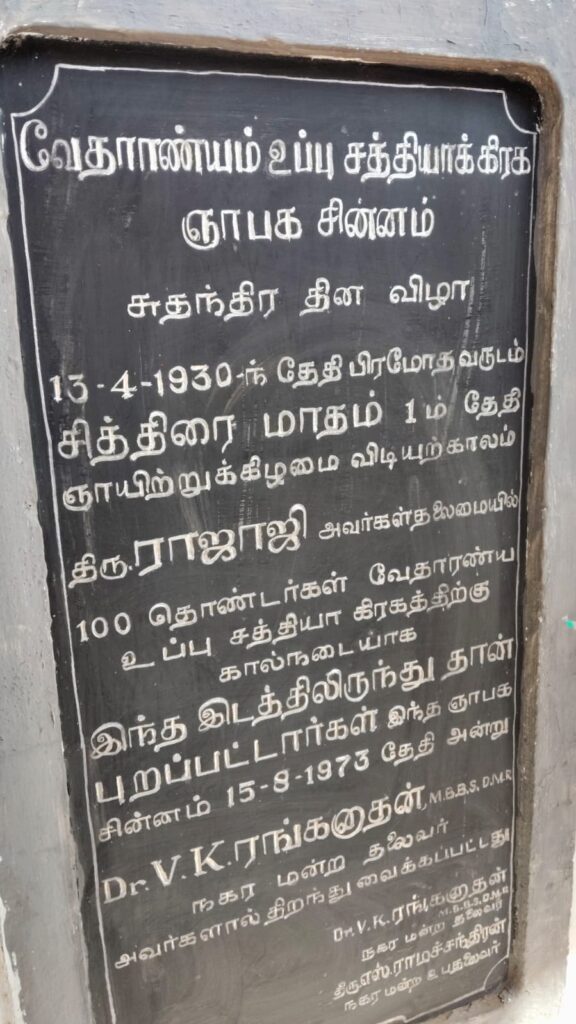 வேதாரண்யம் உப்பு சத்தியாக்கிரக
ஞாபக சின்னம்
சுதந்திர தின விழா
13-4-1930-ந் தேதி பிரமோத வருடம்
சித்திரை மாதம் 1ம் தேதி
ஞாயிற்றுக்கிழமை விடியற்காலம்
திரு. ராஜாஜி அவர்கள் தலைமையில்
100 தொண்டர்கள் வேதாரண்ய
உப்பு சத்தியா கிரகத்திற்கு
கால்நடையாக
இந்த இடத்திலிருந்து தான்
புறப்பட்டார்கள் இந்த ஞாபக
சின்னம் 15-8-1973 தேதி அன்று
Dr. V. K. ரங்கனாதன், M.B.B.S, D.M.R
நகர மன்ற தலைவர்
அவர்களால் திறந்து வைக்கப்பட்டது
Dr. V. K. ரங்கனாதன்
M.B.B.S, D.M.R
நகர மன்ற தலைவர்
திரு எஸ். ராமச்சந்திரன்
நகர மன்ற உபதலைவர்